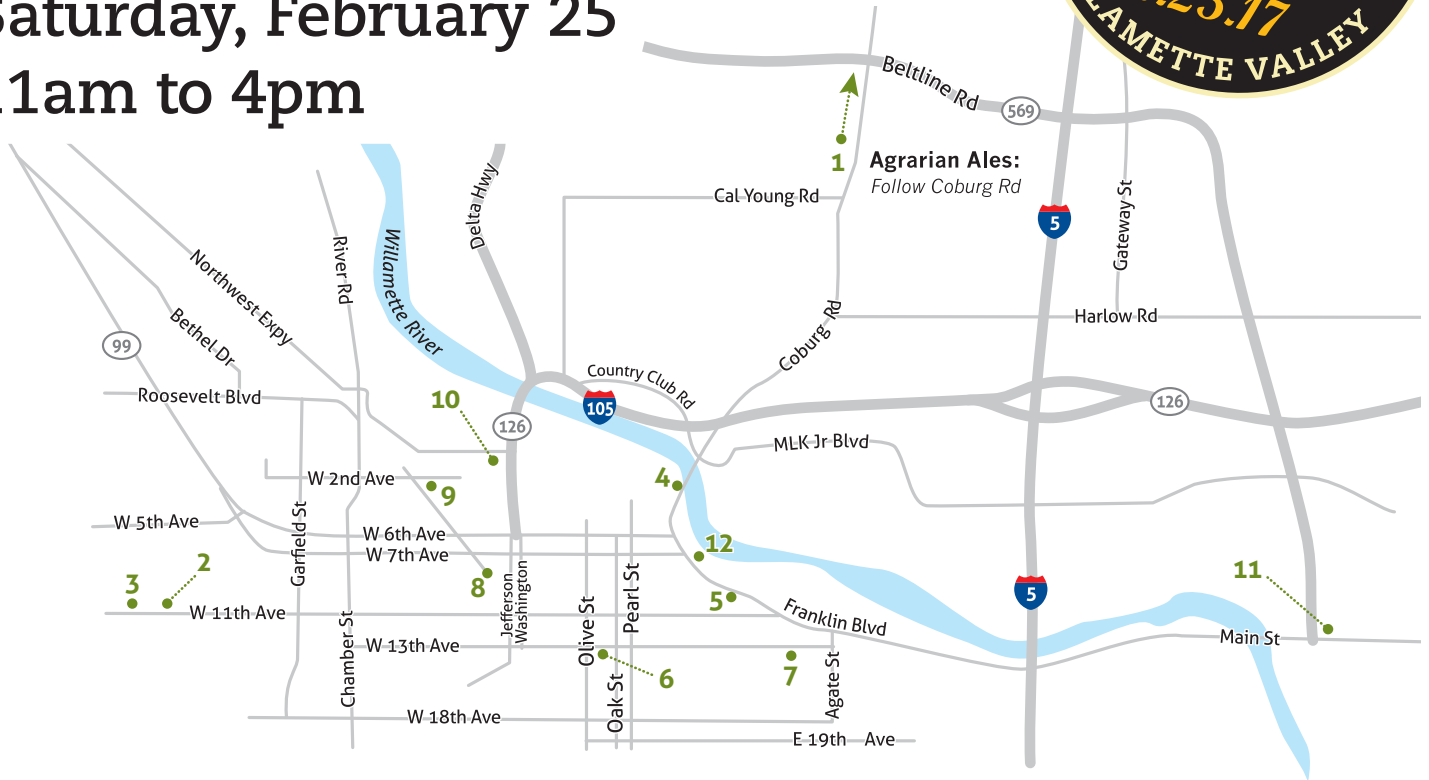 Saturday, February 25
11am to 4pm
.25.17
LAMETTE VALLEY
Beltline Rd
569
1
Agrarian Ales:
Follow Coburg Rd
Cal Young Rd
Delta Hwy
5
Gateway St
Willamette River
River Rd
Northwest Expy
Bethel Dr
99
Harlow Rd
Coburg Rd
Country Club Rd
Roosevelt Blvd
10
105
126
126
MLK Jr Blvd
W 2nd Ave
9
4
W 5th Ave
Garfield St
W 6th Ave
W 7th Ave
12
2
3
8
Jefferson
Washington
Olive St
Pearl St
5
5
11
W 11th Ave
Franklin Blvd
Chamber St
W 13th Ave
6
7
Agate St
Main St
Oak St
W 18th Ave
E 19th Ave